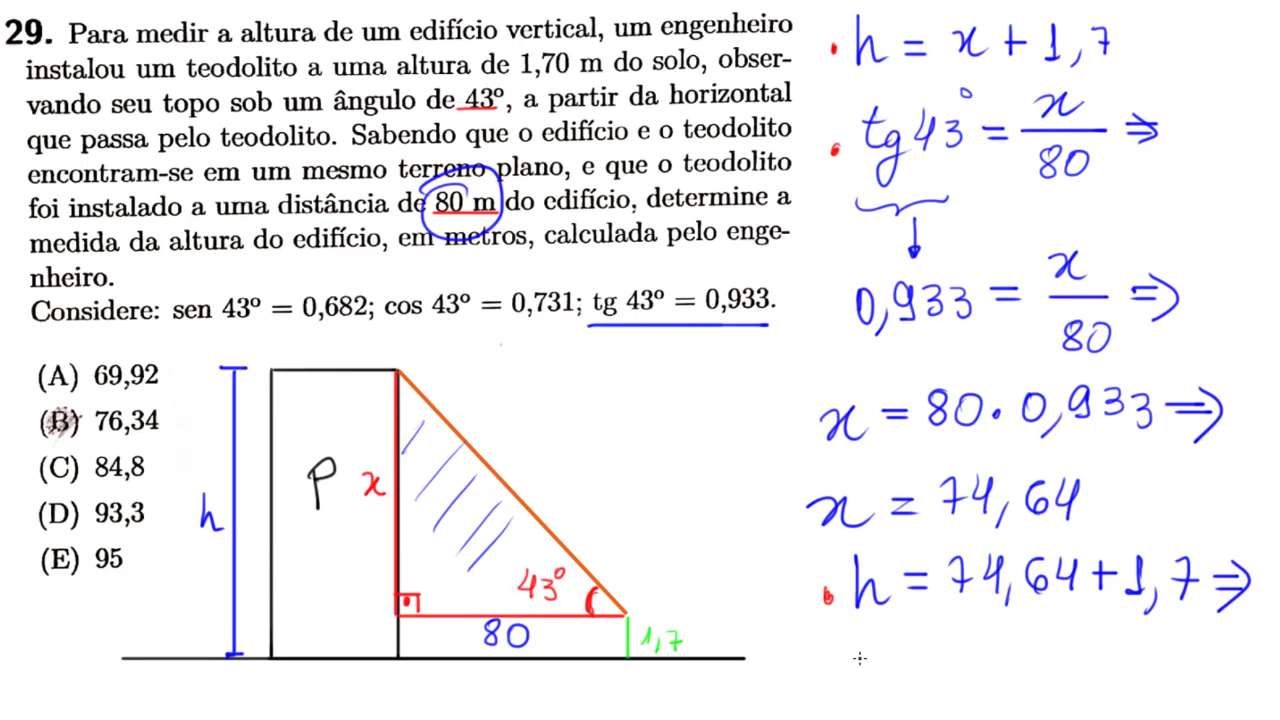 29. Para medir a altura de um edifício vertical, um engenheiro
instalou um teodolito a uma altura de 1,70 m do solo, obser-
vando seu topo sob um ângulo de 43º, a partir da horizontal
que passa pelo teodolito. Sabendo que o edifício e o teodolito
encontram-se em um mesmo terreno plano, e que o teodolito
foi instalado a uma distância de 80 m do edifício, determine a
medida da altura do edifício, em metros, calculada pelo enge-
nheiro.
Considere: sen 43º = 0,682; cos 43º = 0,731; tg 43º = 0,933.
(A) 69,92
(B) 76,34
(C) 84,8
(D) 93,3
(E) 95
h
P
x
43°
80
1,7
• h = x + 1,7
• tg 43° = x/80 ⇒
0,933 = x/80 ⇒
x = 80 . 0,933 ⇒
x = 74,64
• h = 74,64 + 1,7 ⇒